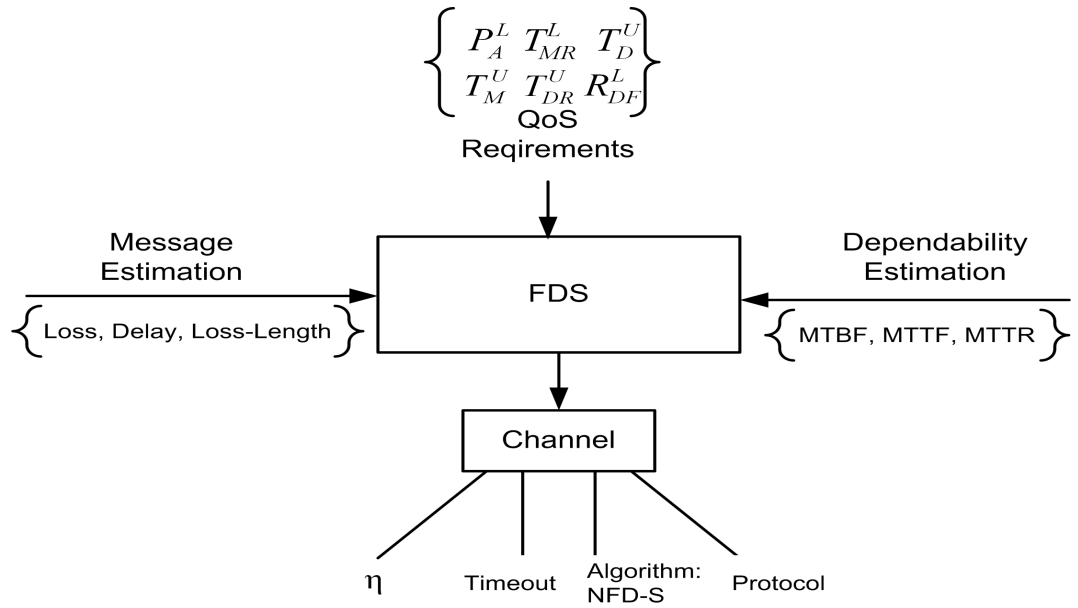 { P_A^L T_MR^L T_D^U
T_M^U T_DR^U R_DF^L }
QoS
Reqirements
Message
Estimation
{Loss, Delay, Loss-Length}
FDS
Dependability
Estimation
{MTBF, MTTF, MTTR}
Channel
η
Timeout
Algorithm:
NFD-S
Protocol